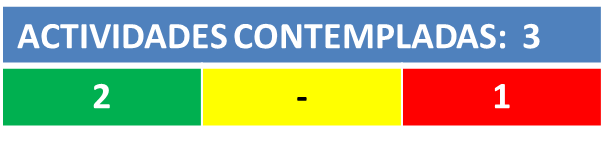 ACTIVIDADES CONTEMPLADAS: 3
2 - 1